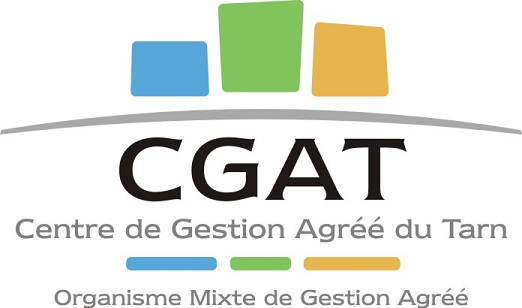 CGAT
Centre de Gestion Agréé du Tarn
Organisme Mixte de Gestion Agréé